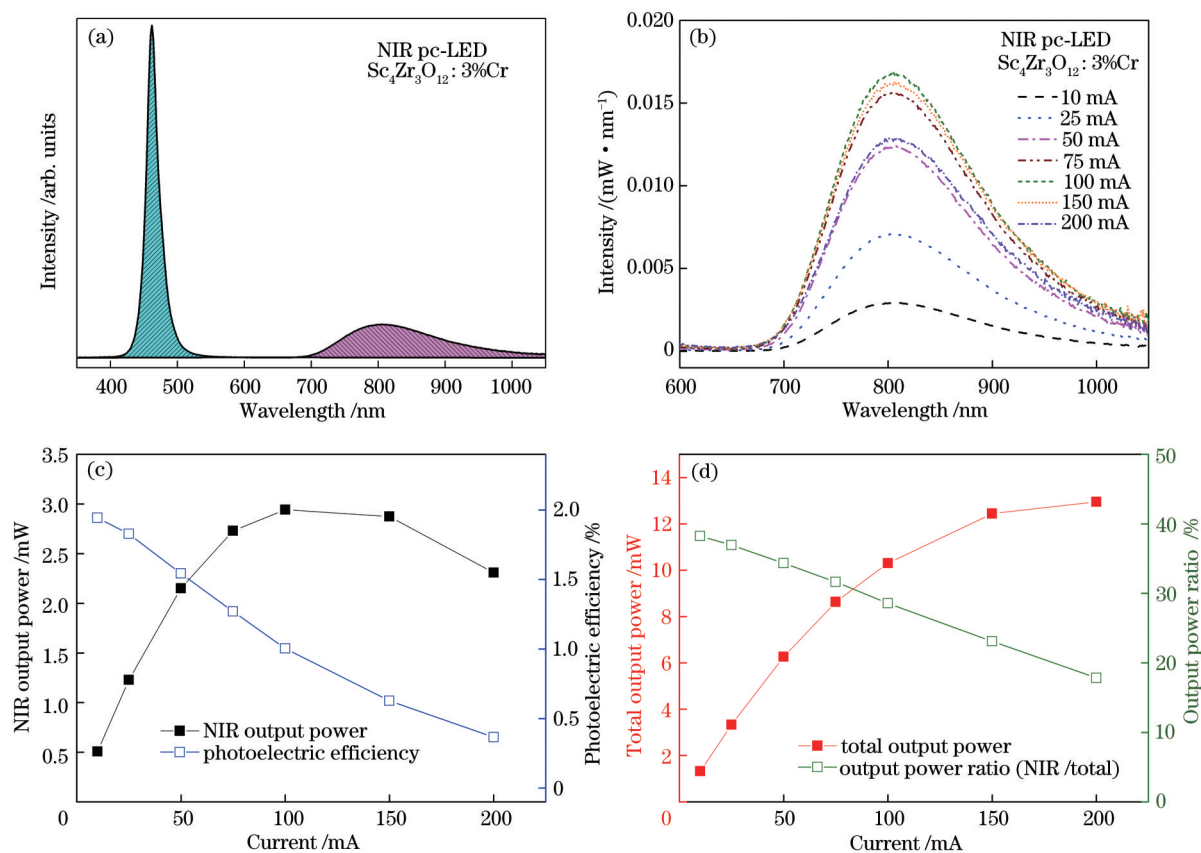 (a)
NIR pc-LED
Sc₄Zr₃O₁₂: 3%Cr
Intensity /arb. units
400 500 600 700 800 900 1000
Wavelength /nm
(b)
NIR pc-LED
Sc₄Zr₃O₁₂: 3%Cr
10 mA
25 mA
50 mA
75 mA
100 mA
150 mA
200 mA
Intensity /(mW • nm⁻¹)
0.020
0.015
0.010
0.005
0
600 700 800 900 1000
Wavelength /nm
(c)
NIR output power /mW
3.5
3.0
2.5
2.0
1.5
1.0
0.5
0
NIR output power
photoelectric efficiency
Photoelectric efficiency /%
2.0
1.5
1.0
0.5
0
50 100 150 200
Current /mA
(d)
Total output power /mW
14
12
10
8
6
4
2
0
total output power
output power ratio (NIR /total)
Output power ratio /%
50
40
30
20
10
0
50 100 150 200
Current /mA